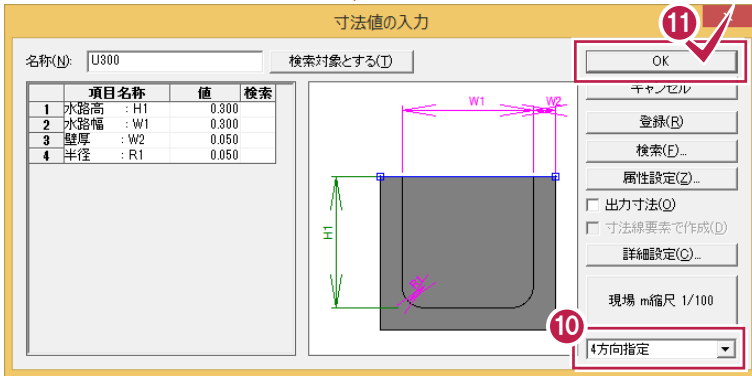 寸法値の入力
⑪
名称(N): U300 検索対象とする(T)
OK
キャンセル
項目名称 値 検索
1 水路高 : H1 0.300
2 水路幅 : W1 0.300
3 壁厚 : W2 0.050
4 半径 : R1 0.050
W1 W2
H1
R1
登録(R)
検索(F)...
属性設定(Z)...
出力寸法(O)
寸法線要素で作成(D)
詳細設定(C)...
現場 m縮尺 1/100
⑩
4方向指定